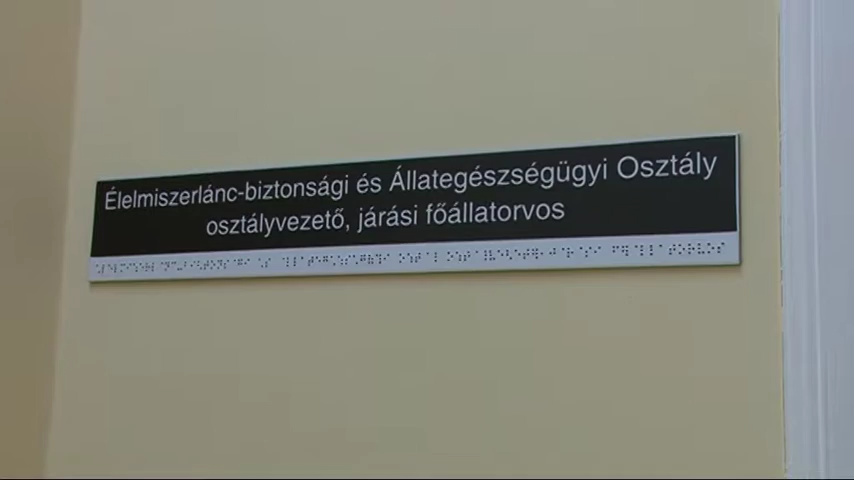 Élelmiszerlánc-biztonsági és Állategészségügyi Osztály
osztályvezető, járási főállatorvos